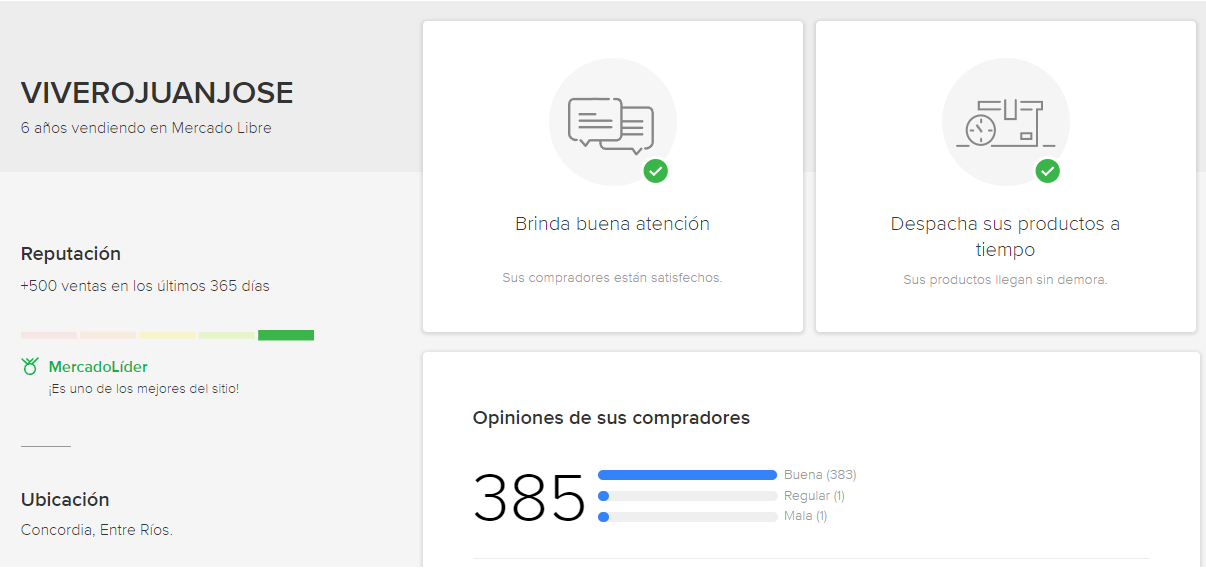 VIVEROJUANJOSE
6 años vendiendo en Mercado Libre
Reputación
+500 ventas en los últimos 365 días
MercadoLíder
¡Es uno de los mejores del sitio!
Ubicación
Concordia, Entre Ríos.
Brinda buena atención
Sus compradores están satisfechos.
Despacha sus productos a
tiempo
Sus productos llegan sin demora.
Opiniones de sus compradores
385
Buena (383)
Regular (1)
Mala (1)